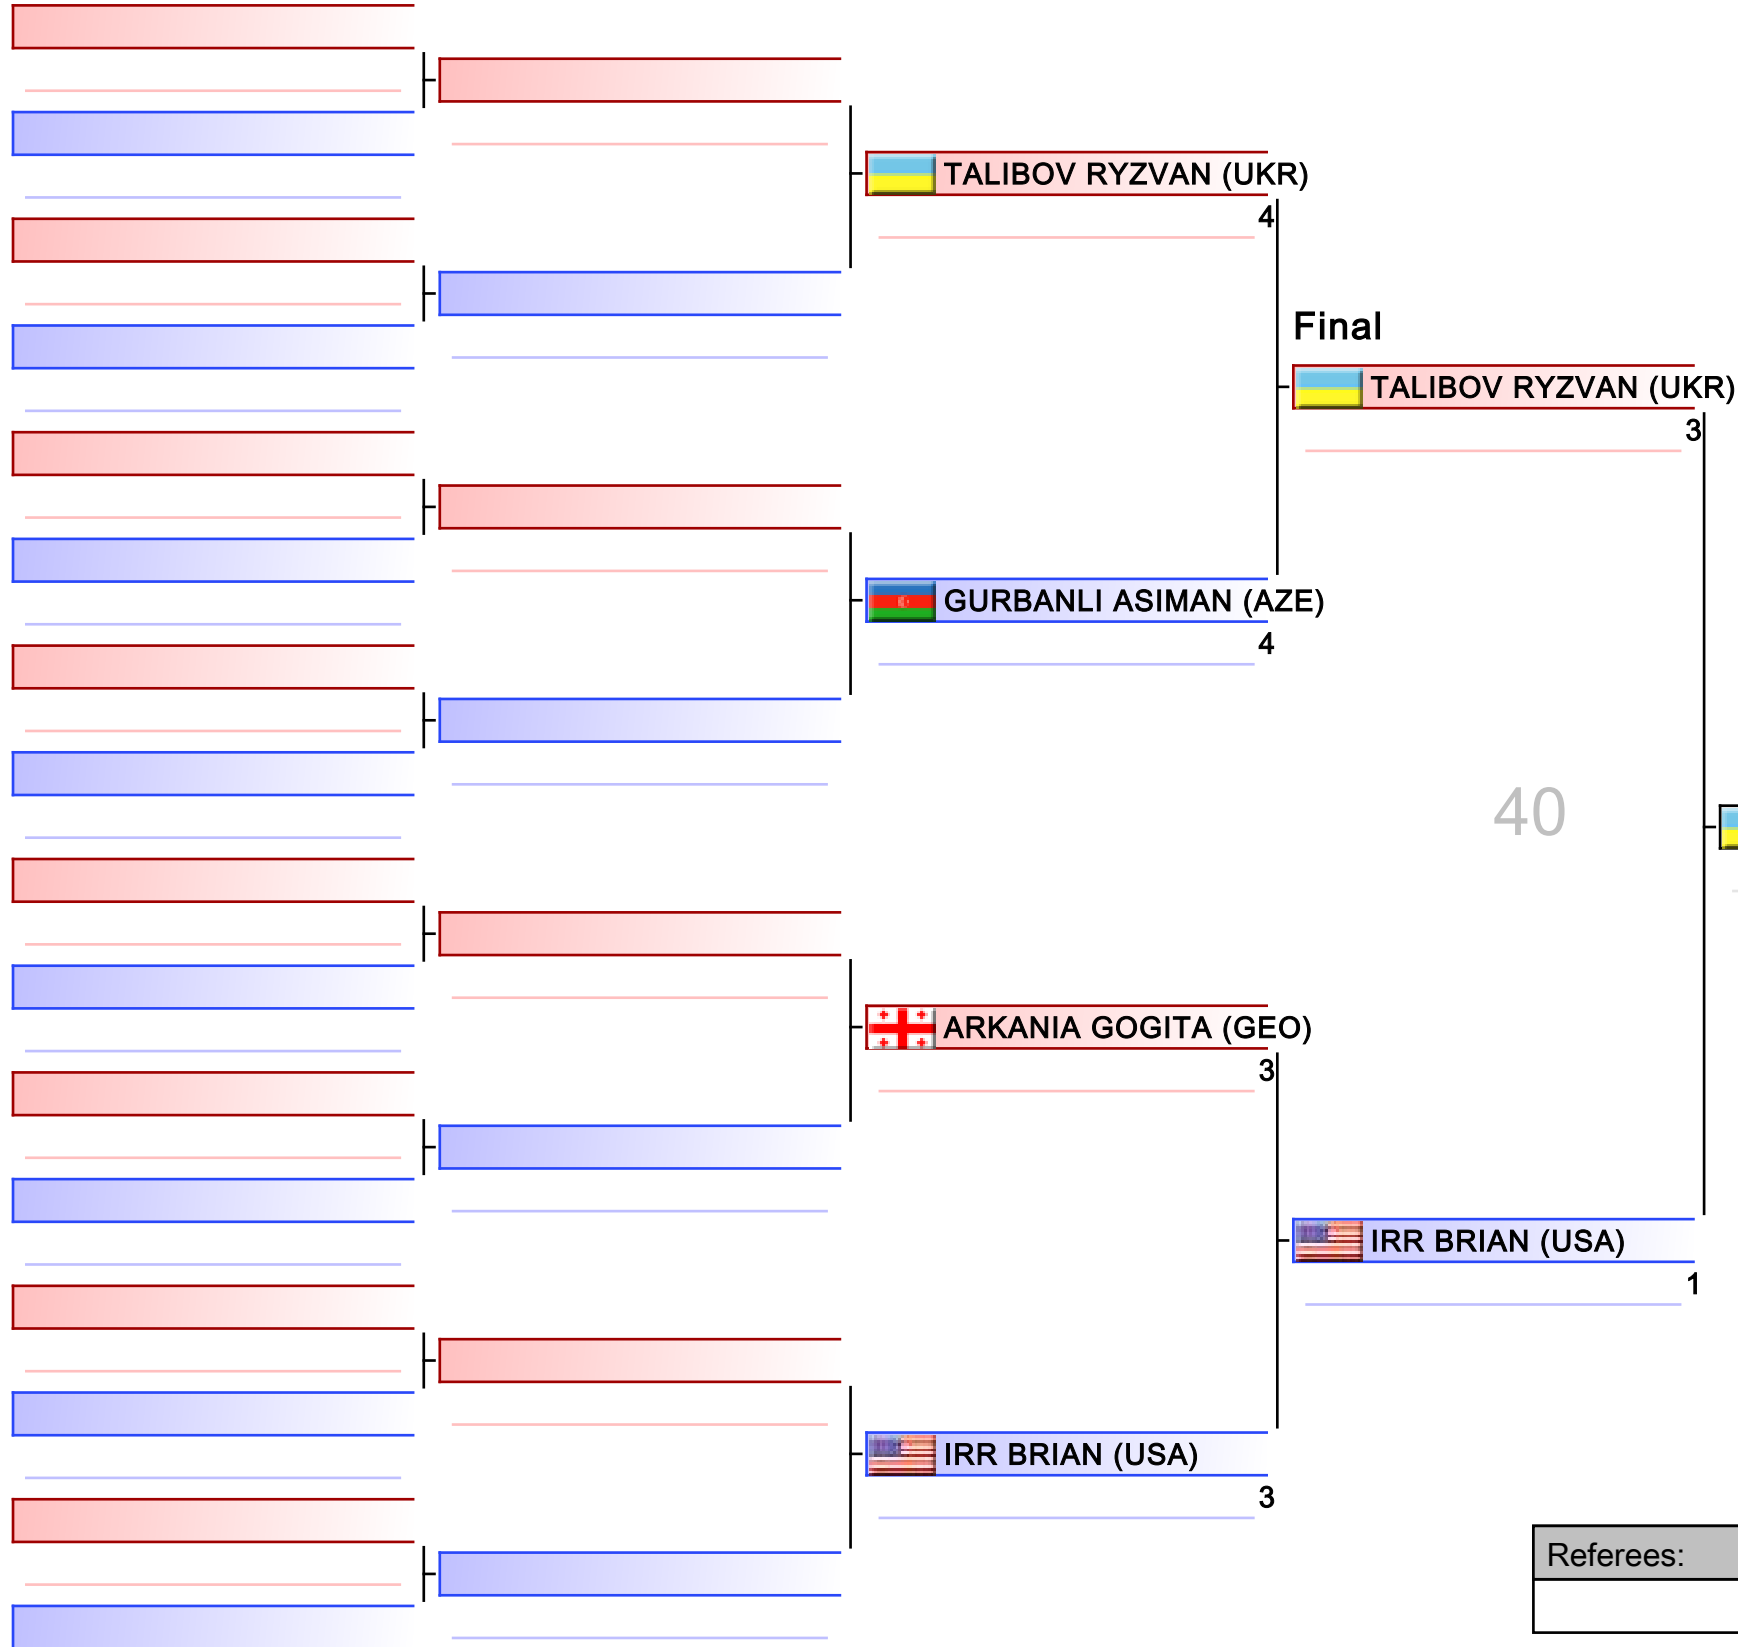 TALIBOV RYZVAN (UKR)
4
Final
TALIBOV RYZVAN (UKR)
3
GURBANLI ASIMAN (AZE)
4
40
ARKANIA GOGITA (GEO)
3
IRR BRIAN (USA)
1
IRR BRIAN (USA)
3
Referees: